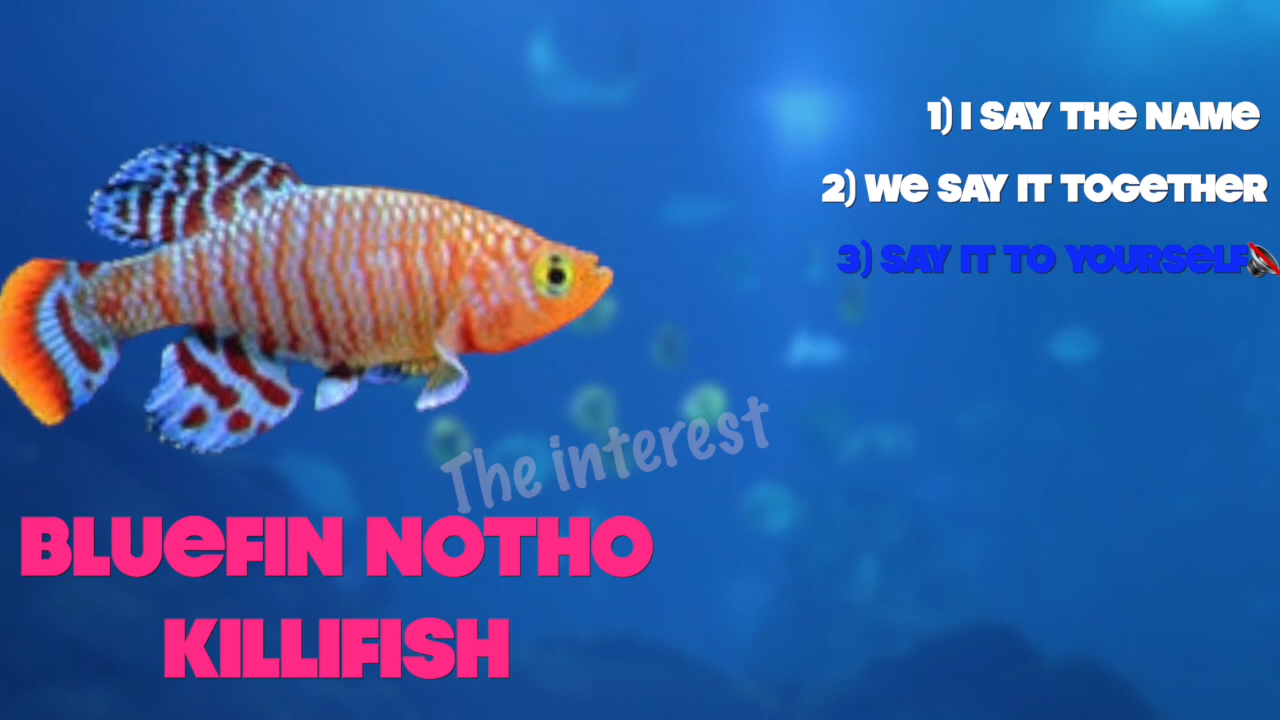 1) I SAY THE NAME
2) WE SAY IT TOGETHER
3) SAY IT TO YOURSELF
The interest
BLUEFIN NOTHO
KILLIFISH